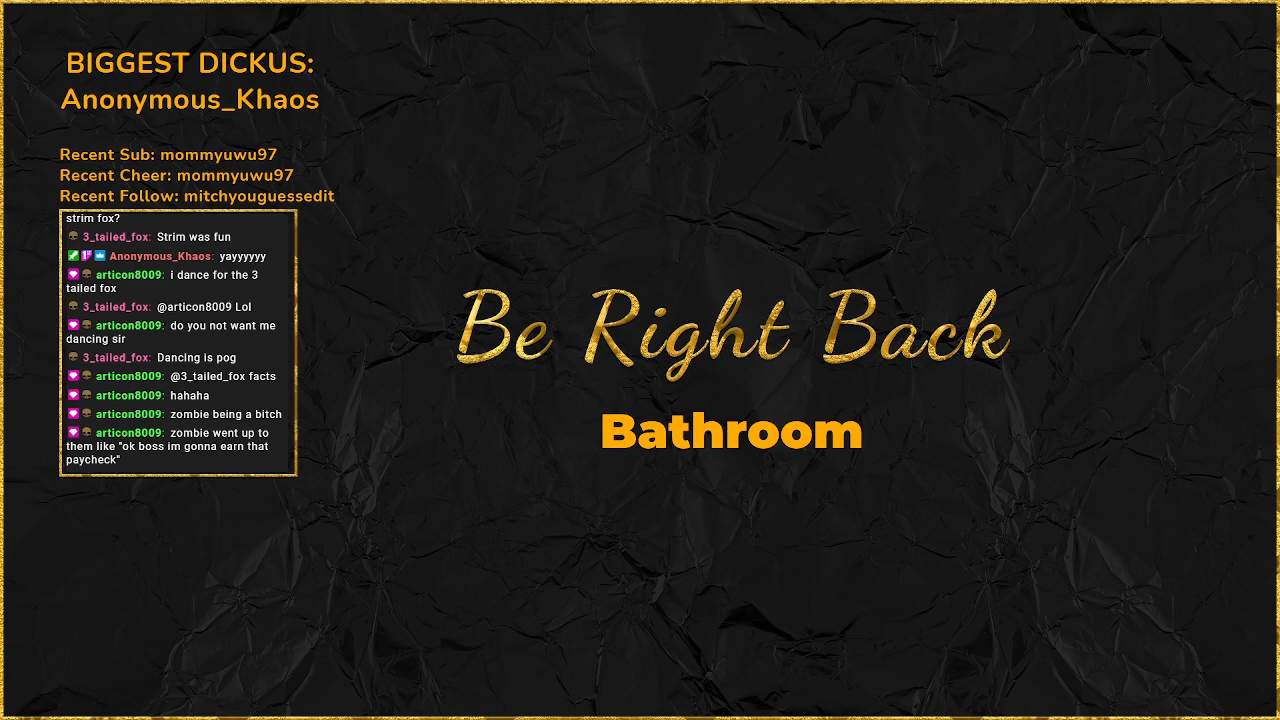 BIGGEST DICKUS:
Anonymous_Khaos
Recent Sub: mommyuwu97
Recent Cheer: mommyuwu97
Recent Follow: mitchyouguessedit
strim fox?
3_tailed_fox: Strim was fun
Anonymous_Khaos: yayyyyyy
articon8009: i dance for the 3
tailed fox
3_tailed_fox: @articon8009 Lol
articon8009: do you not want me
dancing sir
3_tailed_fox: Dancing is pog
articon8009: @3_tailed_fox facts
articon8009: hahaha
articon8009: zombie being a bitch
articon8009: zombie went up to
them like "ok boss im gonna earn that
paycheck"
Be Right Back
Bathroom